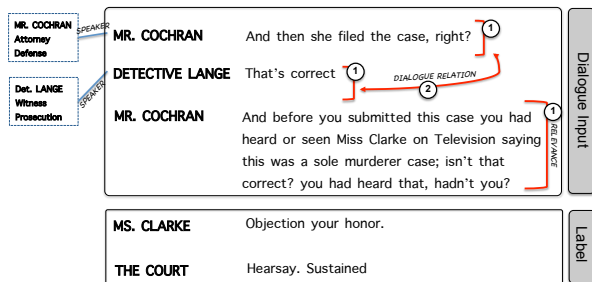 MR. COCHRAN
Attorney
Defense
SPEAKER
MR. COCHRAN
And then she filed the case, right?
1
Det. LANGE
Witness
Prosecution
SPEAKER
DETECTIVE LANGE
That's correct
1
DIALOGUE RELATION
2
MR. COCHRAN
And before you submitted this case you had
heard or seen Miss Clarke on Television saying
this was a sole murderer case; isn't that
correct? you had heard that, hadn't you?
1
RELEVANCE
Dialogue Input
MS. CLARKE
Objection your honor.
THE COURT
Hearsay. Sustained
Label